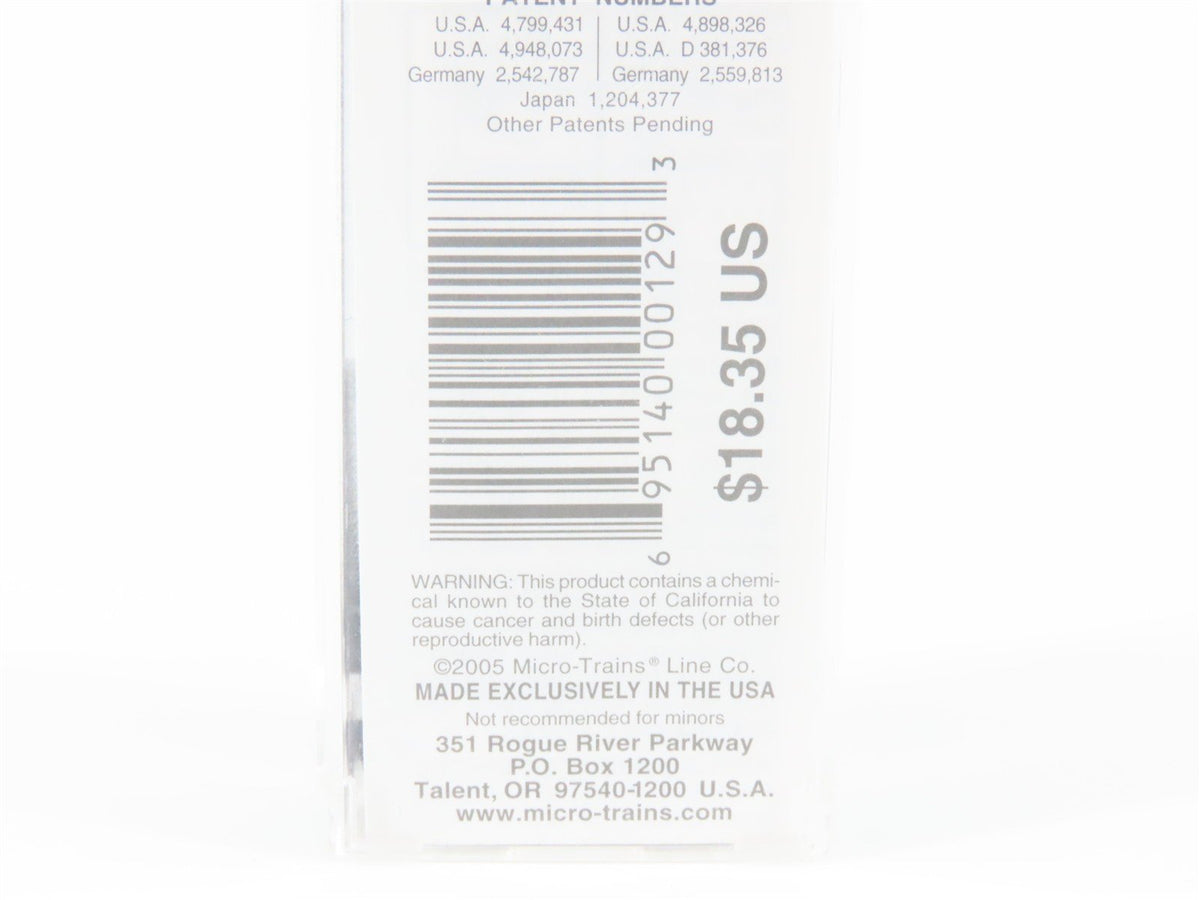 PATENT NUMBERS
U.S.A. 4,799,431 U.S.A. 4,898,326
U.S.A. 4,948,073 U.S.A. D 381,376
Germany 2,542,787 Germany 2,559,813
Japan 1,204,377
Other Patents Pending
6 95140 00129 3
$18.35 US
WARNING: This product contains a chemi-
cal known to the State of California to
cause cancer and birth defects (or other
reproductive harm).
©2005 Micro-Trains® Line Co.
MADE EXCLUSIVELY IN THE USA
Not recommended for minors
351 Rogue River Parkway
P.O. Box 1200
Talent, OR 97540-1200 U.S.A.
www.micro-trains.com